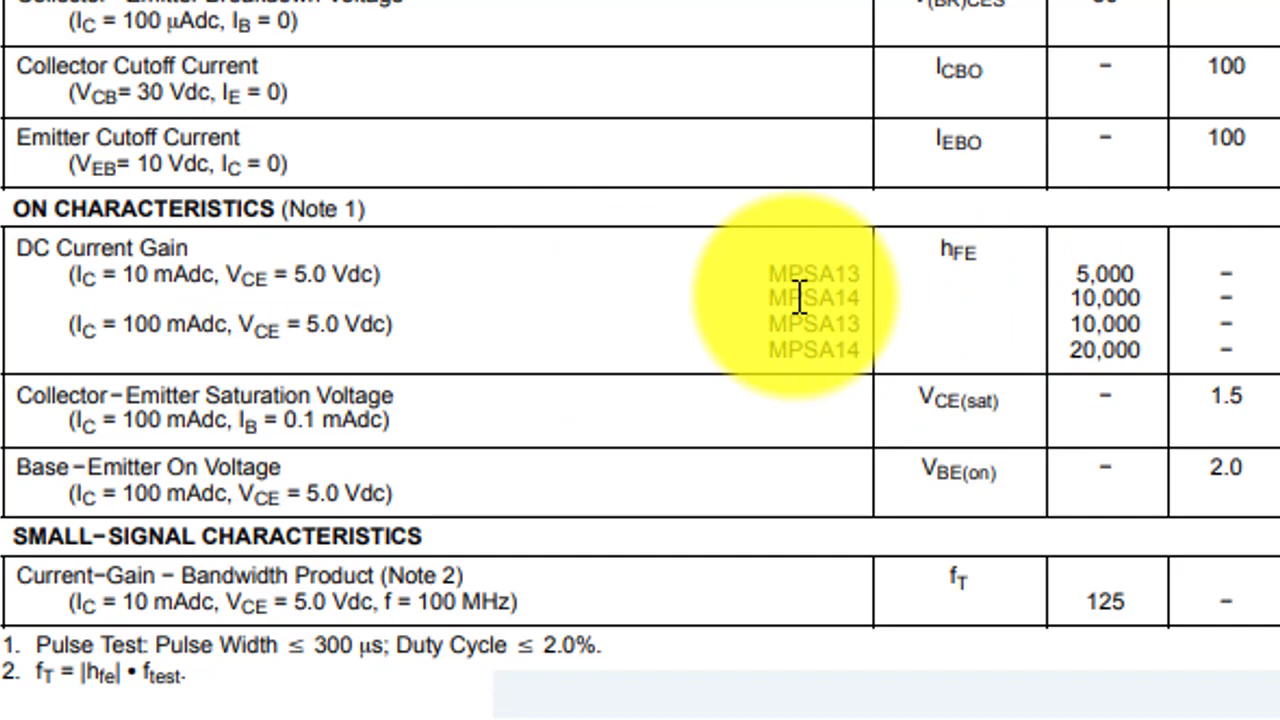 (IC = 100 μAdc, IB = 0)
Collector Cutoff Current ICBO − 100
(VCB= 30 Vdc, IE = 0)
Emitter Cutoff Current IEBO − 100
(VEB= 10 Vdc, IC = 0)
ON CHARACTERISTICS (Note 1)
DC Current Gain hFE
(IC = 10 mAdc, VCE = 5.0 Vdc) MPSA13 5,000 −
MPSA14 10,000 −
(IC = 100 mAdc, VCE = 5.0 Vdc) MPSA13 10,000 −
MPSA14 20,000 −
Collector−Emitter Saturation Voltage VCE(sat) − 1.5
(IC = 100 mAdc, IB = 0.1 mAdc)
Base−Emitter On Voltage VBE(on) − 2.0
(IC = 100 mAdc, VCE = 5.0 Vdc)
SMALL−SIGNAL CHARACTERISTICS
Current−Gain − Bandwidth Product (Note 2) fT
(IC = 10 mAdc, VCE = 5.0 Vdc, f = 100 MHz) 125 −
1. Pulse Test: Pulse Width ≤ 300 μs; Duty Cycle ≤ 2.0%.
2. fT = |hfe| • ftest.